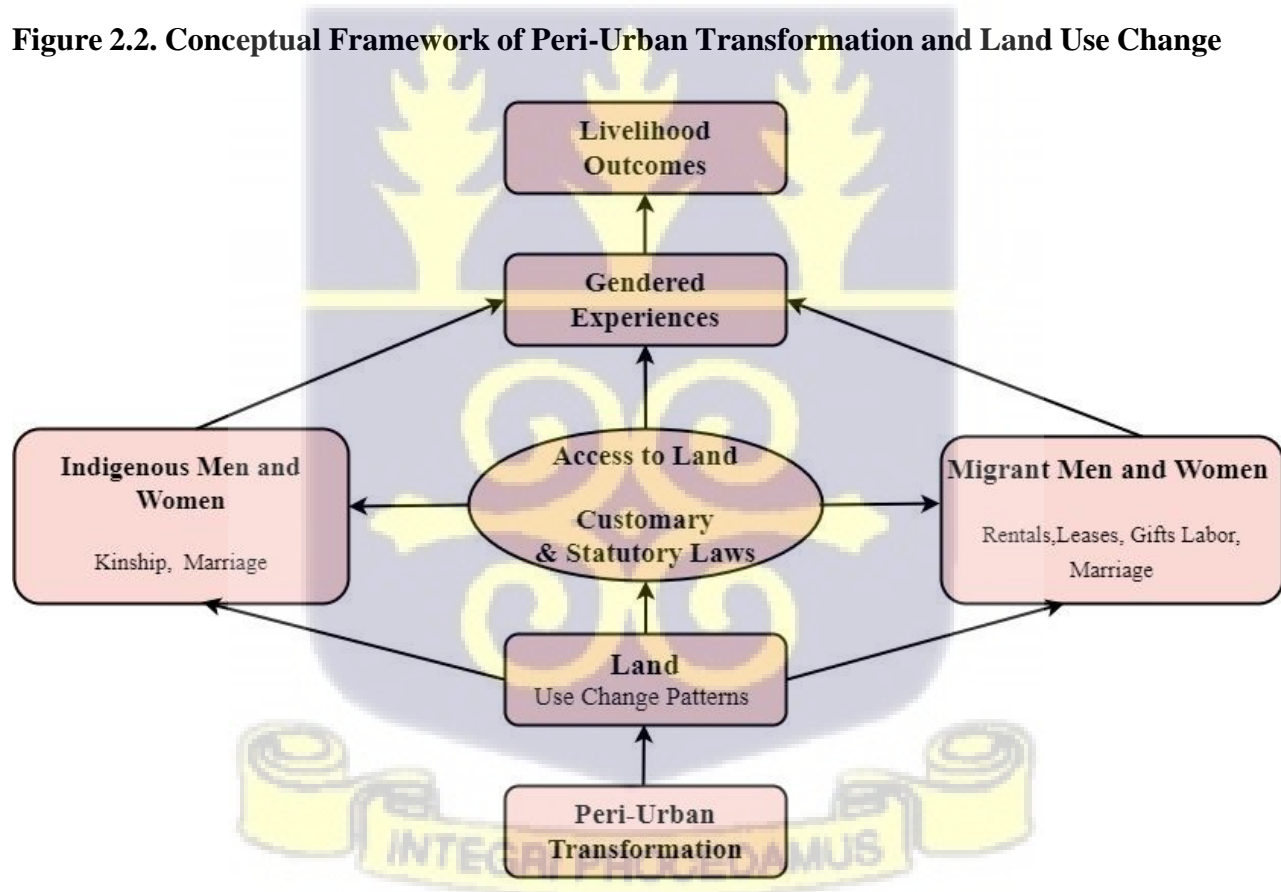 Figure 2.2. Conceptual Framework of Peri-Urban Transformation and Land Use Change
Livelihood
Outcomes
Gendered
Experiences
Indigenous Men and
Women
Kinship, Marriage
Access to Land
Customary
& Statutory Laws
Migrant Men and Women
Rentals,Leases, Gifts Labor,
Marriage
Land
Use Change Patterns
Peri-Urban
Transformation
INTEGRI PROCEDAMUS